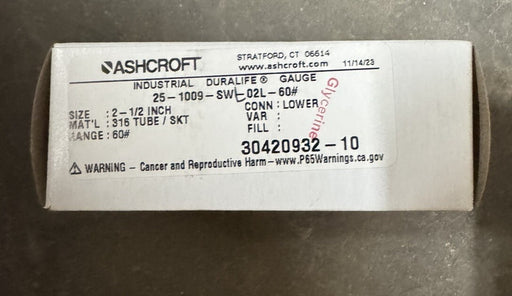 ASHCROFT
STRATFORD, CT 06614
www.ashcroft.com 11/14/23
INDUSTRIAL DURALIFE® GAUGE
25-1009-SWL-02L-60#
SIZE : 2-1/2 INCH CONN : LOWER
MAT'L : 316 TUBE / SKT VAR :
RANGE : 60# FILL :
Glycerine
30420932-10
⚠ WARNING - Cancer and Reproductive Harm-www.P65Warnings.ca.gov